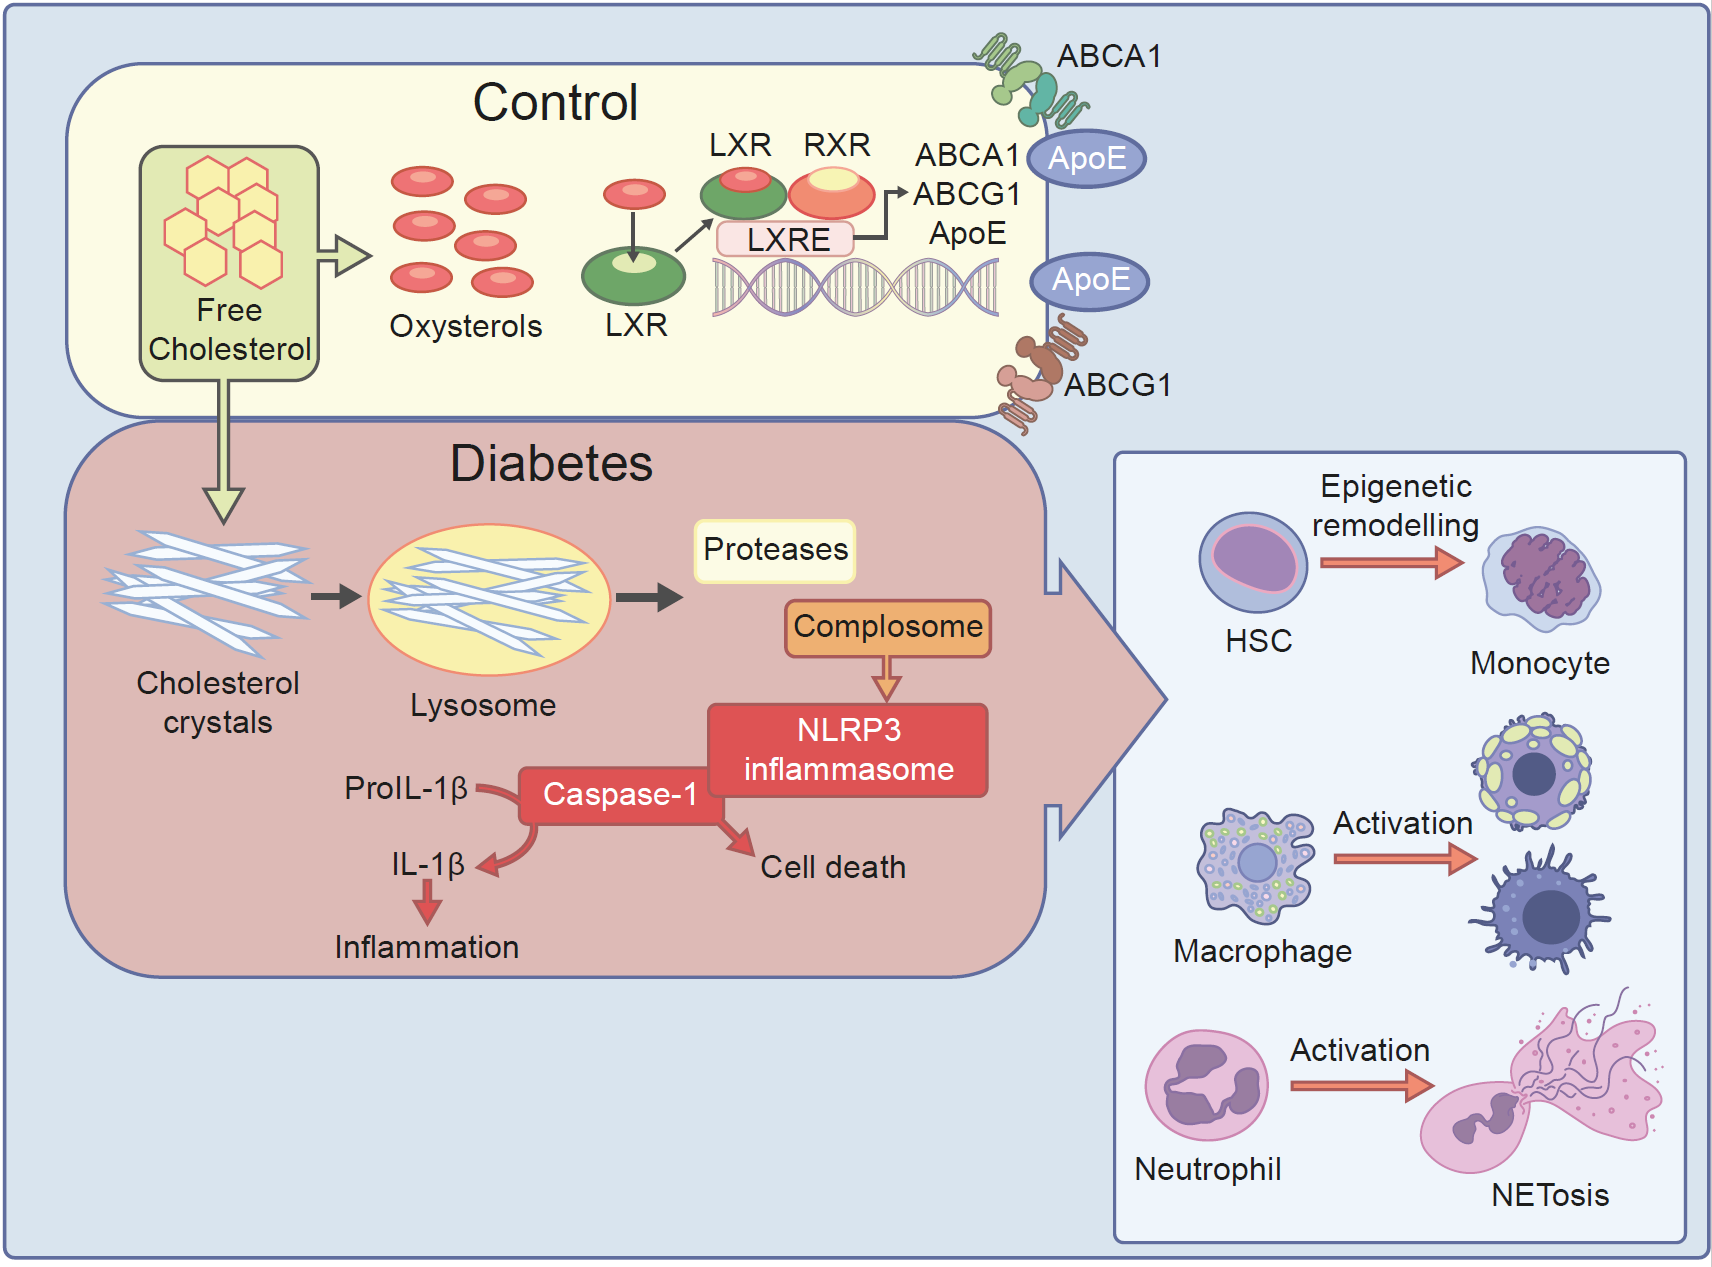 Control
ABCA1
Free
Cholesterol
Oxysterols
LXR
LXR
RXR
LXRE
ABCA1
ABCG1
ApoE
ApoE
ApoE
ABCG1
Diabetes
Cholesterol
crystals
Lysosome
Proteases
Complosome
NLRP3
inflammasome
Caspase-1
ProIL-1β
IL-1β
Inflammation
Cell death
Epigenetic
remodelling
HSC
Monocyte
Activation
Macrophage
Activation
Neutrophil
NETosis